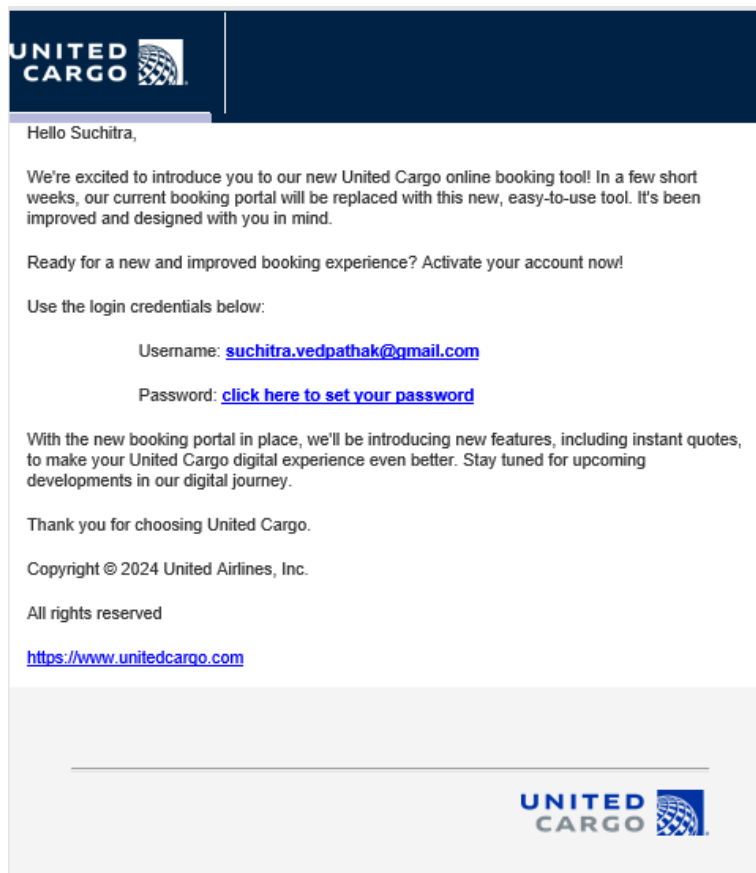 UNITED
CARGO
Hello Suchitra,
We're excited to introduce you to our new United Cargo online booking tool! In a few short
weeks, our current booking portal will be replaced with this new, easy-to-use tool. It's been
improved and designed with you in mind.
Ready for a new and improved booking experience? Activate your account now!
Use the login credentials below:
Username: suchitra.vedpathak@gmail.com
Password: click here to set your password
With the new booking portal in place, we'll be introducing new features, including instant quotes,
to make your United Cargo digital experience even better. Stay tuned for upcoming
developments in our digital journey.
Thank you for choosing United Cargo.
Copyright © 2024 United Airlines, Inc.
All rights reserved
https://www.unitedcargo.com
UNITED
CARGO